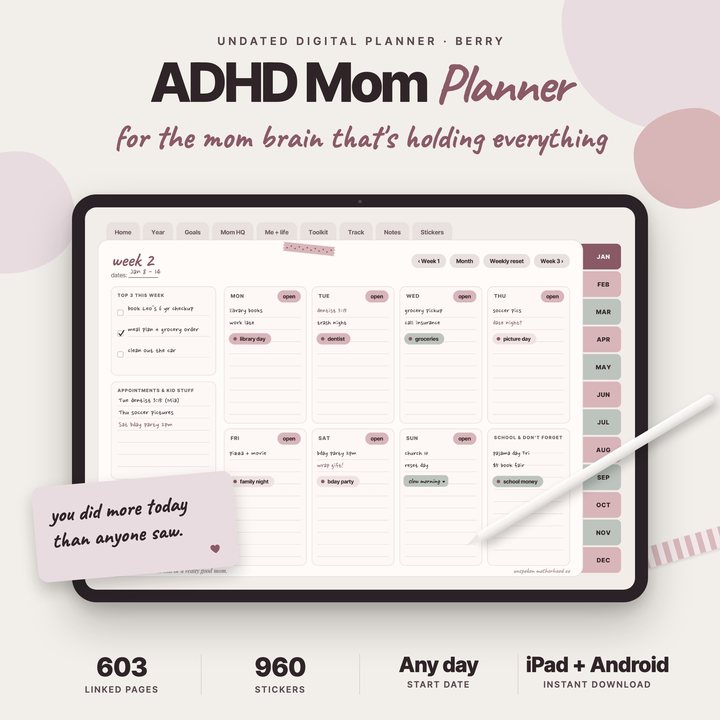 UNDATED DIGITAL PLANNER · BERRY
ADHD Mom Planner
for the mom brain that's holding everything
Home Year Goals Mom HQ Me + life Toolkit Track Notes Stickers
week 2
dates: Jan 8 - 14
‹ Week 1 Month Weekly reset Week 3 ›
TOP 3 THIS WEEK
book Leo's 6 yr checkup
meal plan + grocery order
clean out the car
APPOINTMENTS & KID STUFF
Tue dentist 3:15 (Mia)
Thu soccer pictures
Sat bday party 2pm
MON open
library books
work late
library day
TUE open
dentist 3:15
trash night
dentist
WED open
grocery pickup
call insurance
groceries
THU open
soccer pics
date night?
picture day
FRI open
pizza + movie
family night
SAT open
bday party 2pm
wrap gift!
bday party
SUN open
church 10
reset day
slow morning
SCHOOL & DON'T FORGET
pajama day Fri
$5 book fair
school money
JAN
FEB
MAR
APR
MAY
JUN
JUL
AUG
SEP
OCT
NOV
DEC
you did more today
than anyone saw.
a really good mom.
unspoken motherhood co
603
LINKED PAGES
960
STICKERS
Any day
START DATE
iPad + Android
INSTANT DOWNLOAD